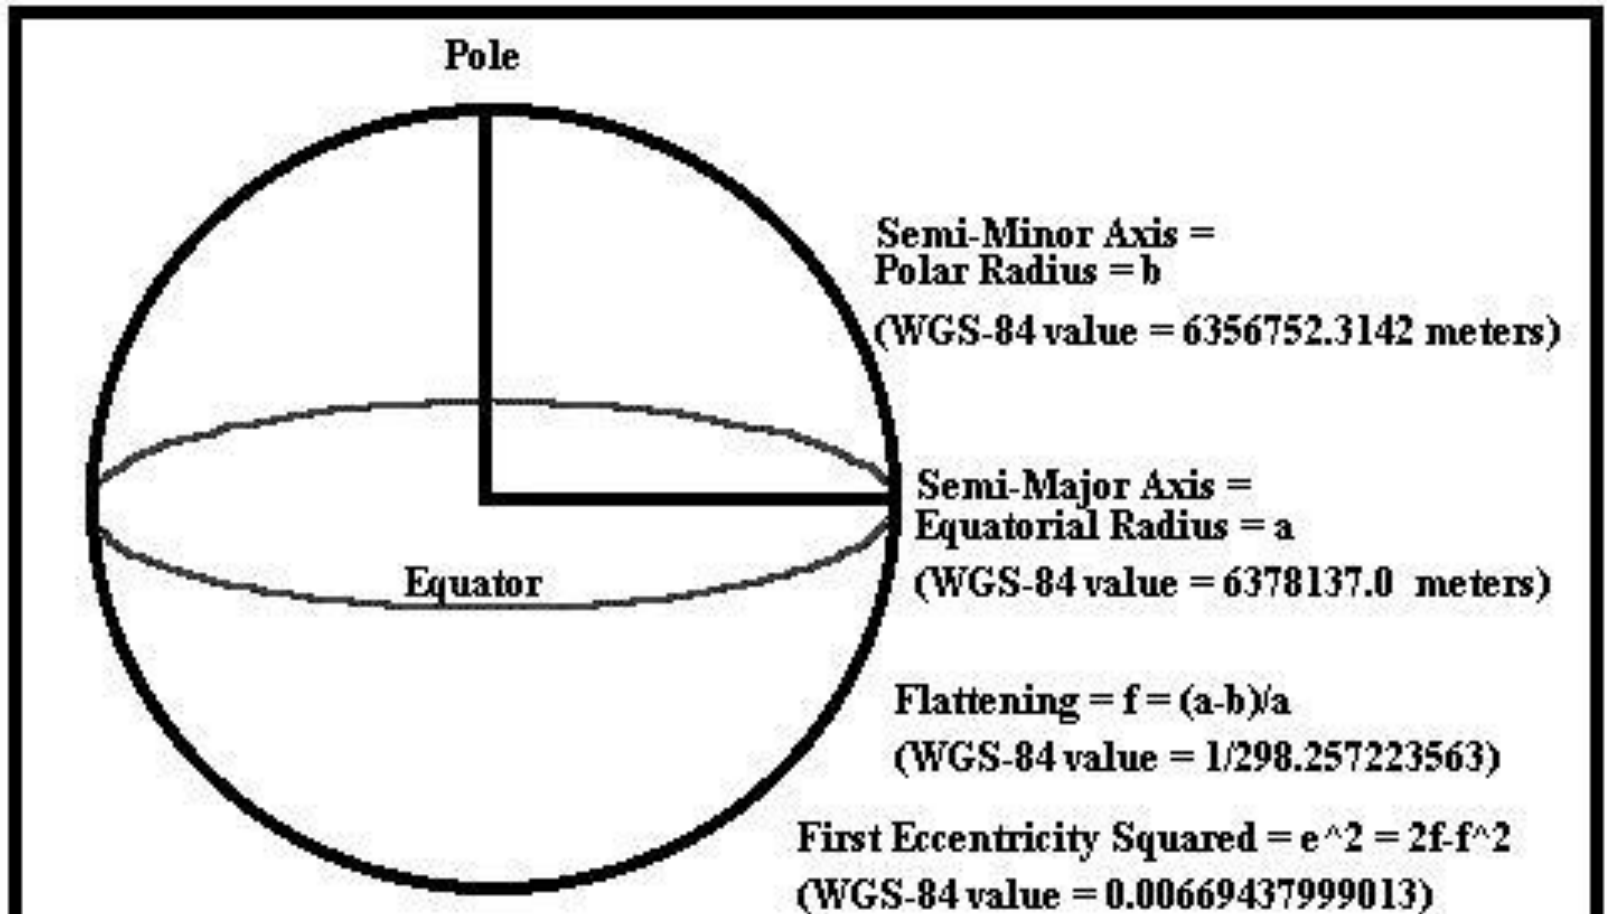 Pole
Semi-Minor Axis =
Polar Radius = b
(WGS-84 value = 6356752.3142 meters)
Semi-Major Axis =
Equatorial Radius = a
(WGS-84 value = 6378137.0 meters)
Equator
Flattening = f = (a-b)/a
(WGS-84 value = 1/298.257223563)
First Eccentricity Squared = e^2 = 2f-f^2
(WGS-84 value = 0.00669437999013)